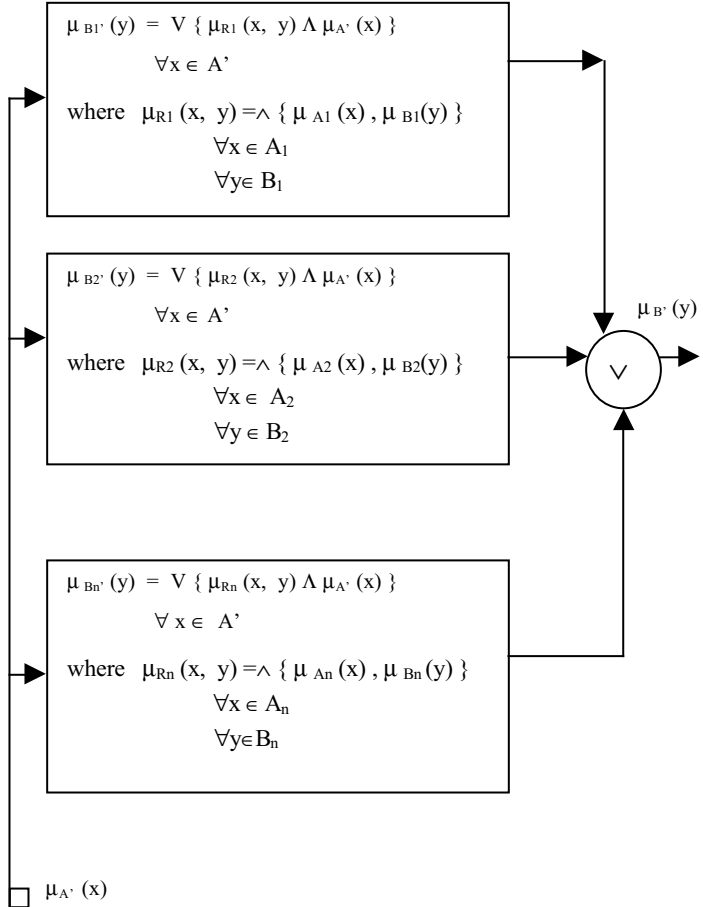 μ B1’ (y) = V { μR1 (x, y) Λ μA’ (x) }
∀x ∈ A’
where μR1 (x, y) =∧ { μ A1 (x) , μ B1(y) }
∀x ∈ A1
∀y∈ B1
μ B2’ (y) = V { μR2 (x, y) Λ μA’ (x) }
∀x ∈ A’
where μR2 (x, y) =∧ { μ A2 (x) , μ B2(y) }
∀x ∈ A2
∀y ∈ B2
μ B’ (y)
∨
μ Bn’ (y) = V { μRn (x, y) Λ μA’ (x) }
∀ x ∈ A’
where μRn (x, y) =∧ { μ An (x) , μ Bn (y) }
∀x ∈ An
∀y∈Bn
μA’ (x)